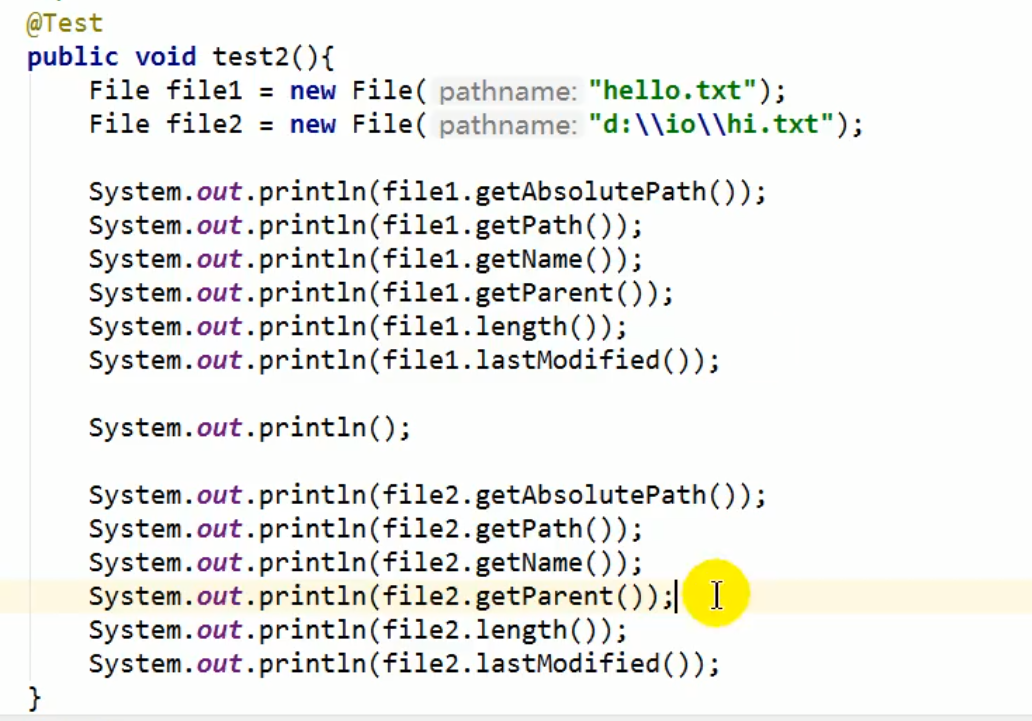 @Test
public void test2(){
File file1 = new File( pathname: "hello.txt");
File file2 = new File( pathname: "d:\\io\\hi.txt");
System.out.println(file1.getAbsolutePath());
System.out.println(file1.getPath());
System.out.println(file1.getName());
System.out.println(file1.getParent());
System.out.println(file1.length());
System.out.println(file1.lastModified());
System.out.println();
System.out.println(file2.getAbsolutePath());
System.out.println(file2.getPath());
System.out.println(file2.getName());
System.out.println(file2.getParent());
System.out.println(file2.length());
System.out.println(file2.lastModified());
}